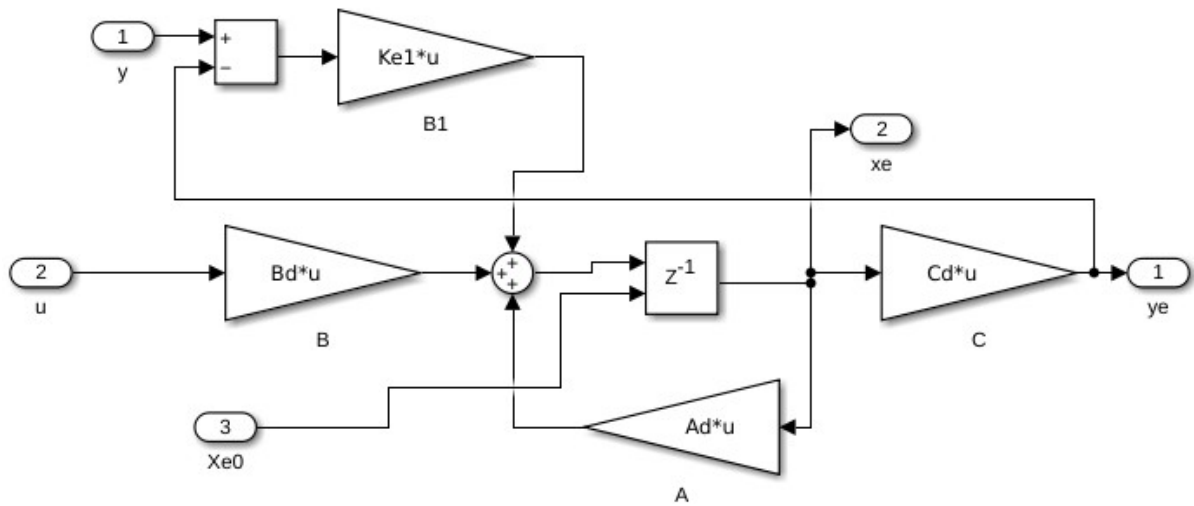 1
y
+
−
Ke1*u
B1
2
xe
2
u
Bd*u
B
+
+
+
Z-1
Cd*u
C
1
ye
3
Xe0
Ad*u
A